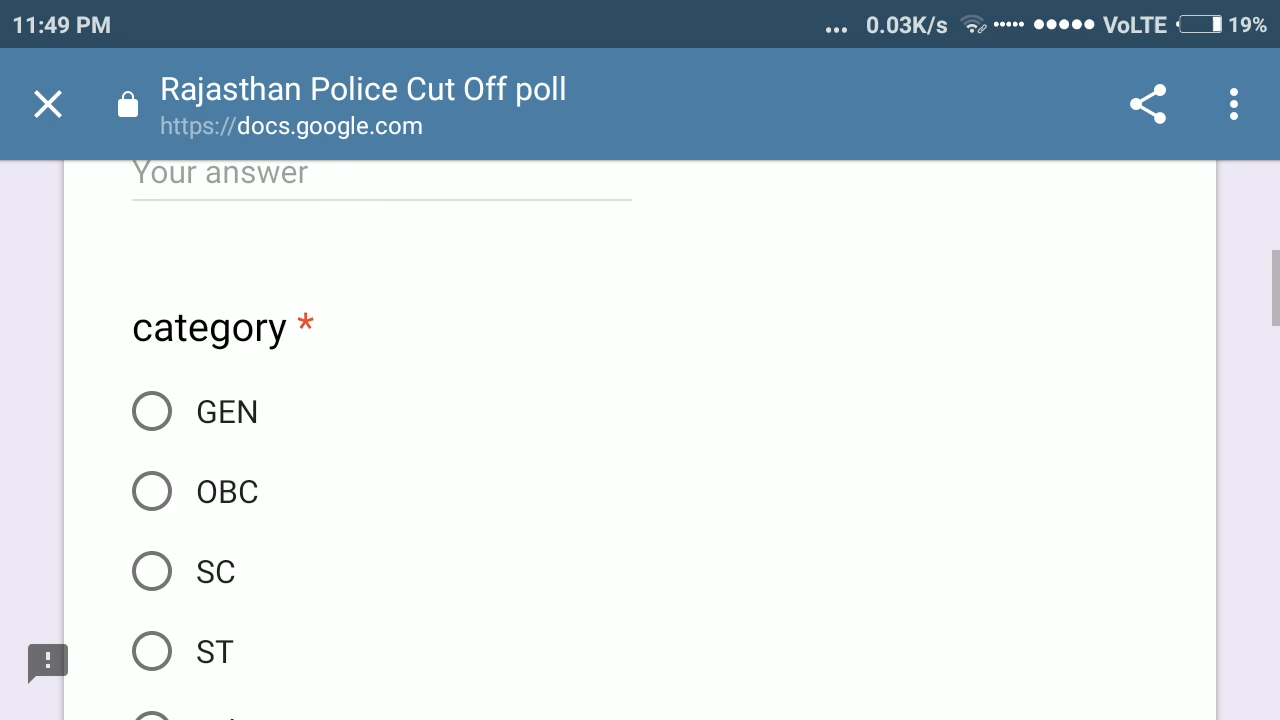 11:49 PM ... 0.03K/s VoLTE 19%
Rajasthan Police Cut Off poll
https://docs.google.com
Your answer
category *
GEN
OBC
SC
ST